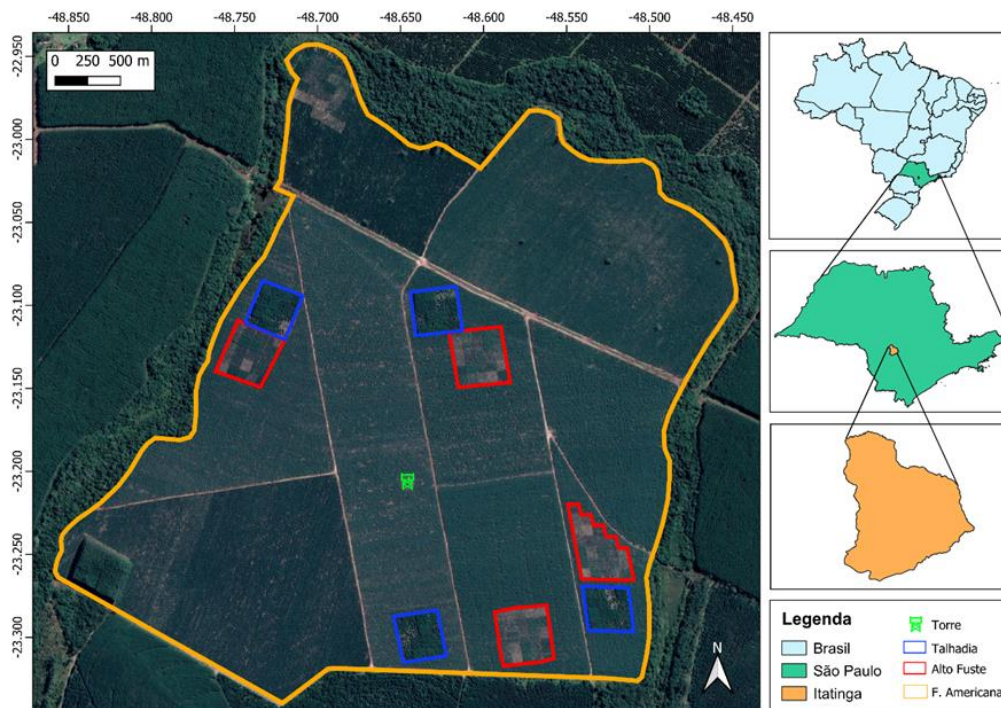 -48.850 -48.800 -48.750 -48.700 -48.650 -48.600 -48.550 -48.500 -48.450
0 250 500 m
-22.950
-23.000
-23.050
-23.100
-23.150
-23.200
-23.250
-23.300
N
Legenda
Brasil
São Paulo
Itatinga
Torre
Talhadia
Alto Fuste
F. Americana